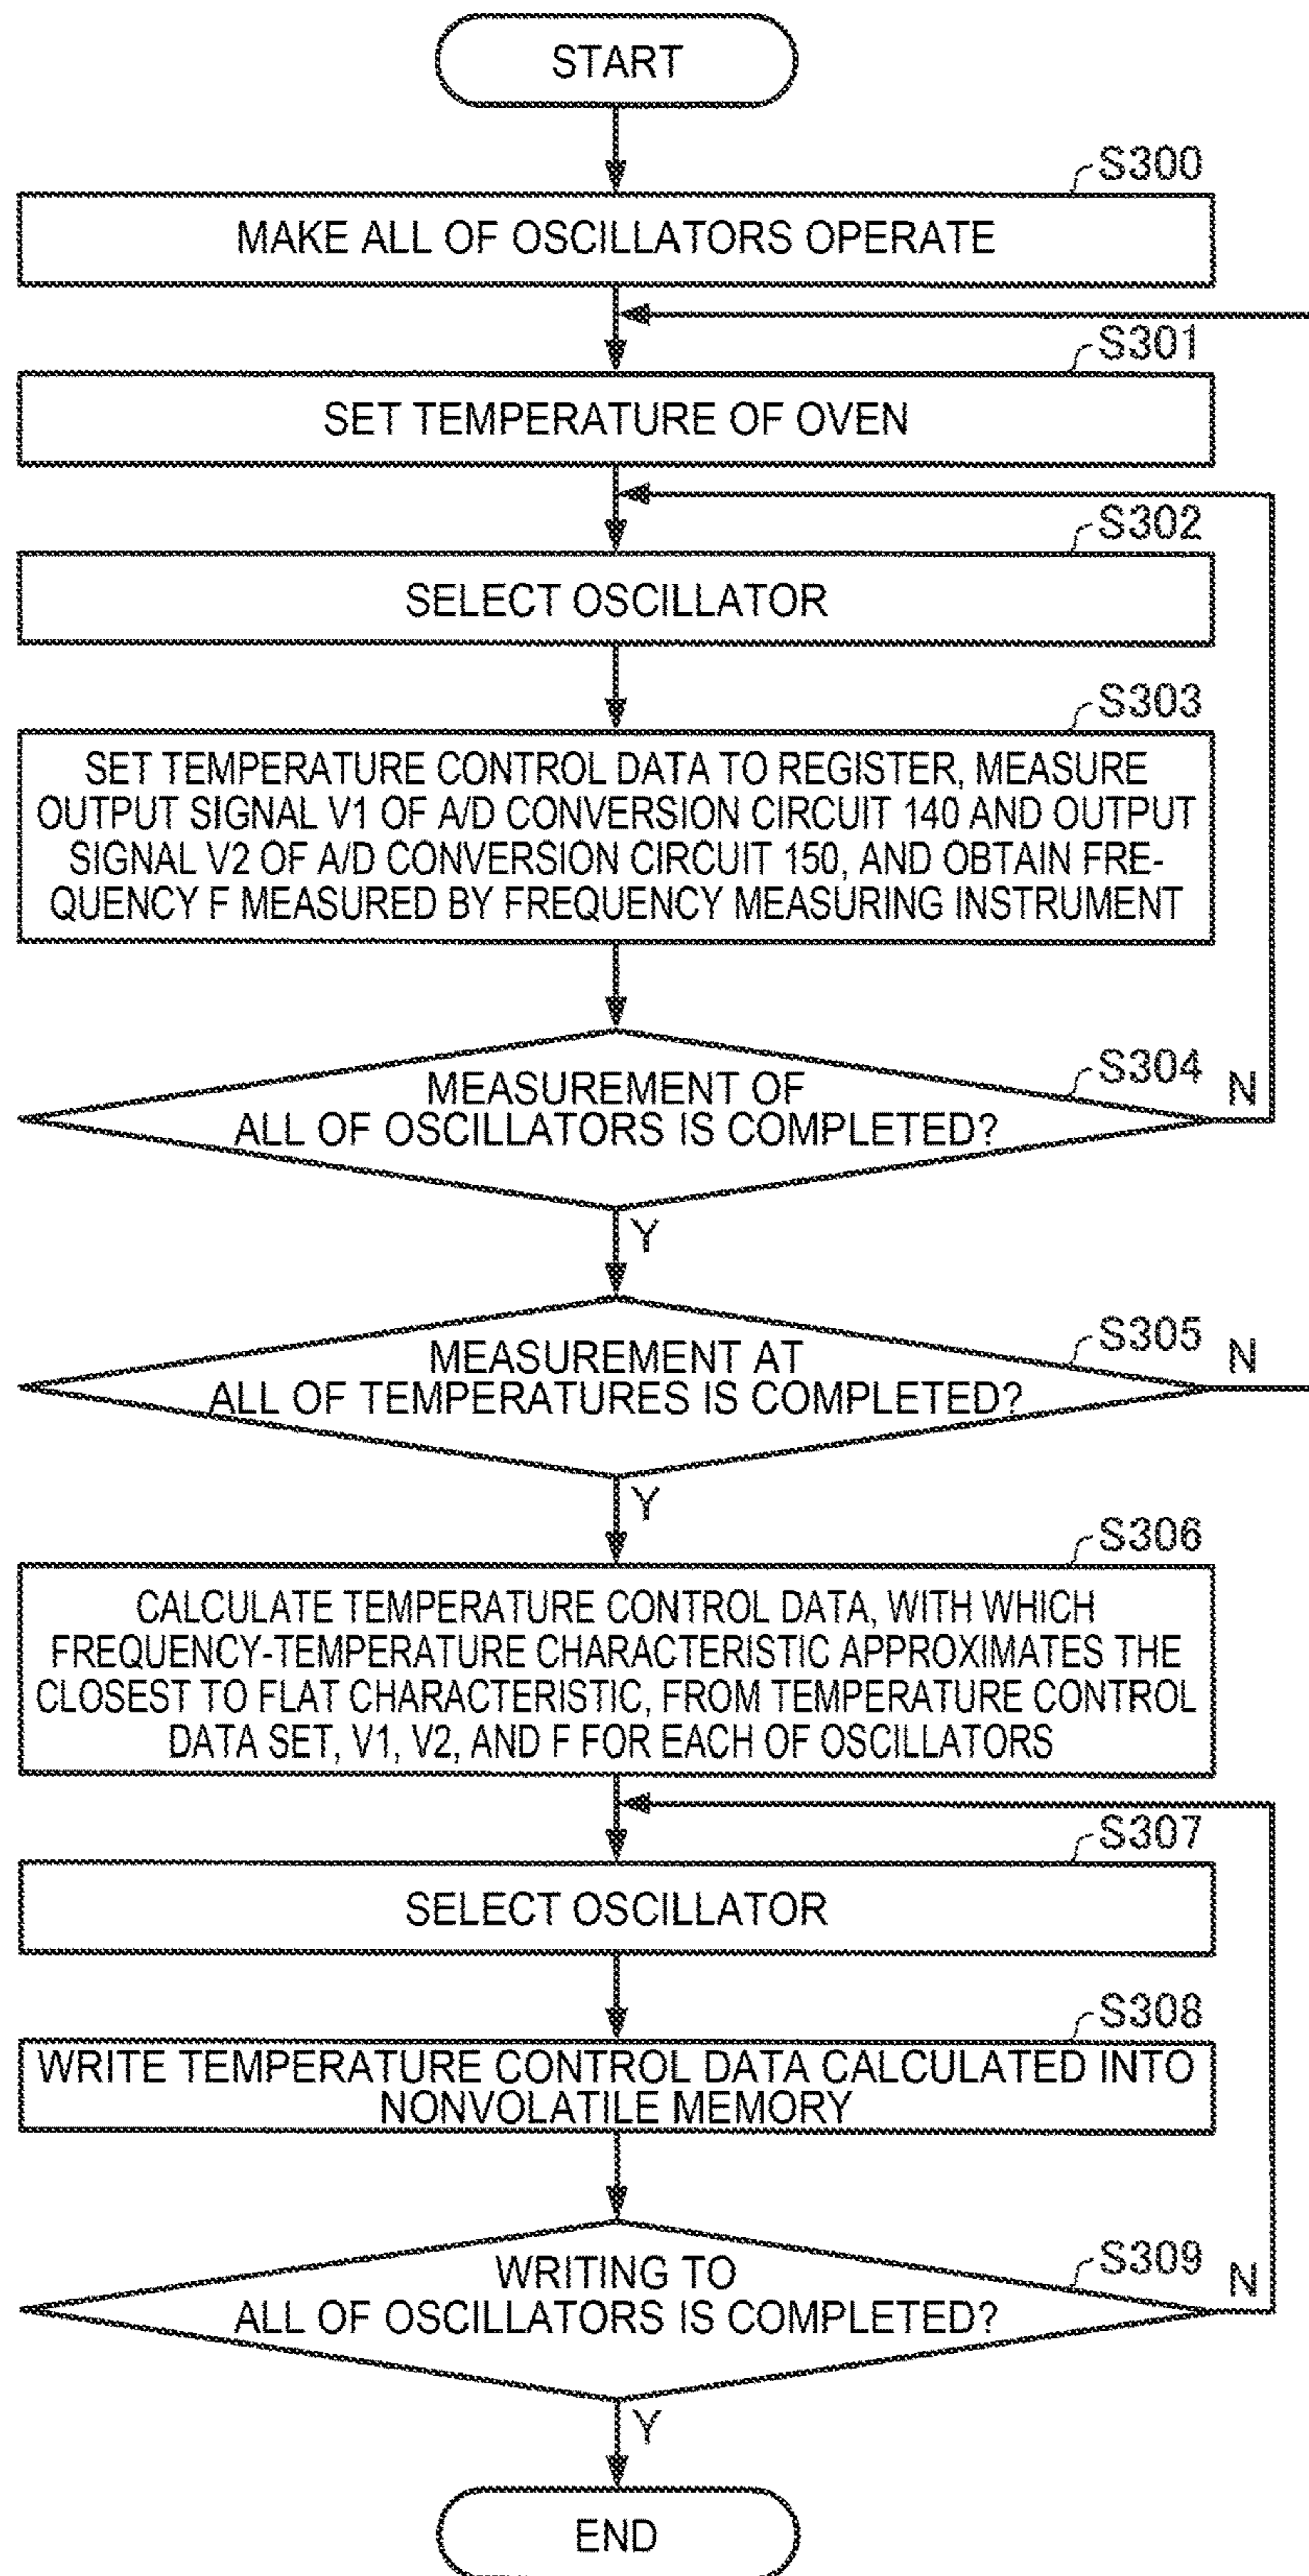 START
S300
MAKE ALL OF OSCILLATORS OPERATE
S301
SET TEMPERATURE OF OVEN
S302
SELECT OSCILLATOR
S303
SET TEMPERATURE CONTROL DATA TO REGISTER, MEASURE
OUTPUT SIGNAL V1 OF A/D CONVERSION CIRCUIT 140 AND OUTPUT
SIGNAL V2 OF A/D CONVERSION CIRCUIT 150, AND OBTAIN FRE-
QUENCY F MEASURED BY FREQUENCY MEASURING INSTRUMENT
S304
N
MEASUREMENT OF
ALL OF OSCILLATORS IS COMPLETED?
Y
S305
N
MEASUREMENT AT
ALL OF TEMPERATURES IS COMPLETED?
Y
S306
CALCULATE TEMPERATURE CONTROL DATA, WITH WHICH
FREQUENCY-TEMPERATURE CHARACTERISTIC APPROXIMATES THE
CLOSEST TO FLAT CHARACTERISTIC, FROM TEMPERATURE CONTROL
DATA SET, V1, V2, AND F FOR EACH OF OSCILLATORS
S307
SELECT OSCILLATOR
S308
WRITE TEMPERATURE CONTROL DATA CALCULATED INTO
NONVOLATILE MEMORY
S309
N
WRITING TO
ALL OF OSCILLATORS IS COMPLETED?
Y
END